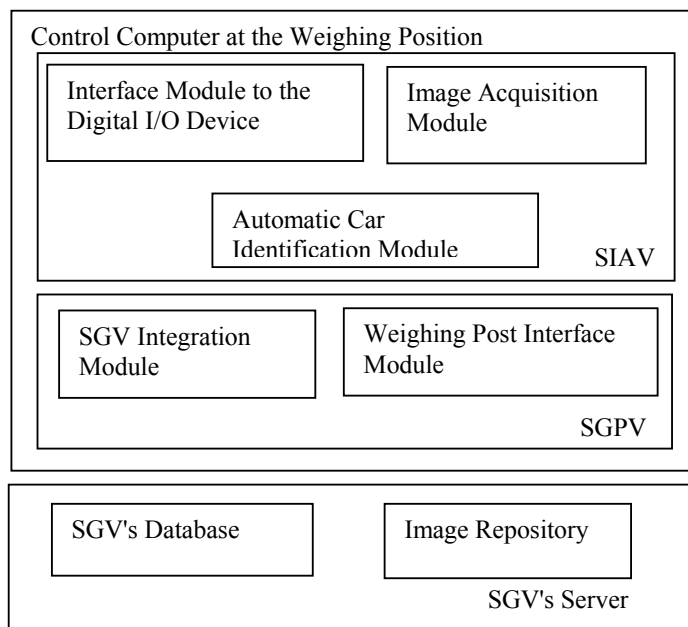 Control Computer at the Weighing Position
Interface Module to the
Digital I/O Device
Image Acquisition
Module
Automatic Car
Identification Module
SIAV
SGV Integration
Module
Weighing Post Interface
Module
SGPV
SGV's Database
Image Repository
SGV's Server